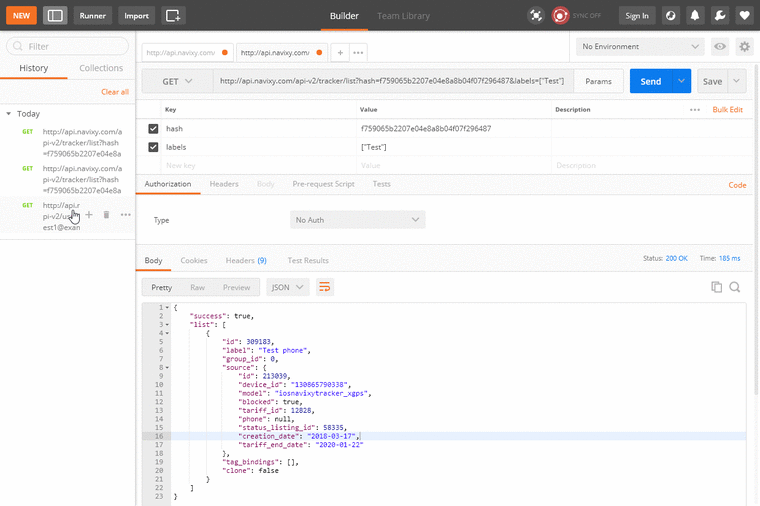 NEW
Runner
Import
Builder
Team Library
SYNC OFF
Sign In
Filter
History
Collections
Clear all
Today
GET http://api.navixy.com/a
pi-v2/tracker/list?hash
=f759065b2207e04e8a
GET http://api.navixy.com/a
pi-v2/tracker/list?hash
=f759065b2207e04e8a
GET http://api.
pi-v2/us
est1@exan
http://api.navixy.com/
http://api.navixy.com/
No Environment
GET
http://api.navixy.com/api-v2/tracker/list?hash=f759065b2207e04e8a8b04f07f296487&labels=["Test"]
Params
Send
Save
Key Value Description
Bulk Edit
hash f759065b2207e04e8a8b04f07f296487
labels ["Test"]
New key Value Description
Authorization Headers Body Pre-request Script Tests
Code
Type No Auth
Body Cookies Headers (9) Test Results
Status: 200 OK Time: 185 ms
Pretty Raw Preview JSON
1 {
2 "success": true,
3 "list": [
4 {
5 "id": 309183,
6 "label": "Test phone",
7 "group_id": 0,
8 "source": {
9 "id": 213039,
10 "device_id": "130865790338",
11 "model": "iosnavixytracker_xgps",
12 "blocked": true,
13 "tariff_id": 12828,
14 "phone": null,
15 "status_listing_id": 58335,
16 "creation_date": "2018-03-17",
17 "tariff_end_date": "2020-01-22"
18 },
19 "tag_bindings": [],
20 "clone": false
21 }
22 ]
23 }